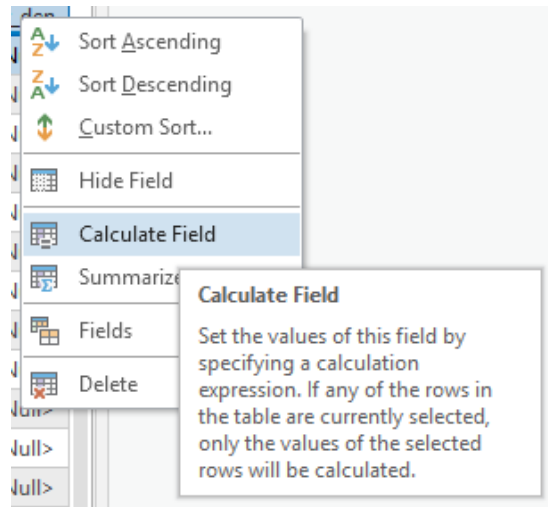 Sort Ascending
Sort Descending
Custom Sort...
Hide Field
Calculate Field
Summarize
Calculate Field
Set the values of this field by
specifying a calculation
expression. If any of the rows in
the table are currently selected,
only the values of the selected
rows will be calculated.
Fields
Delete
Null>
Null>